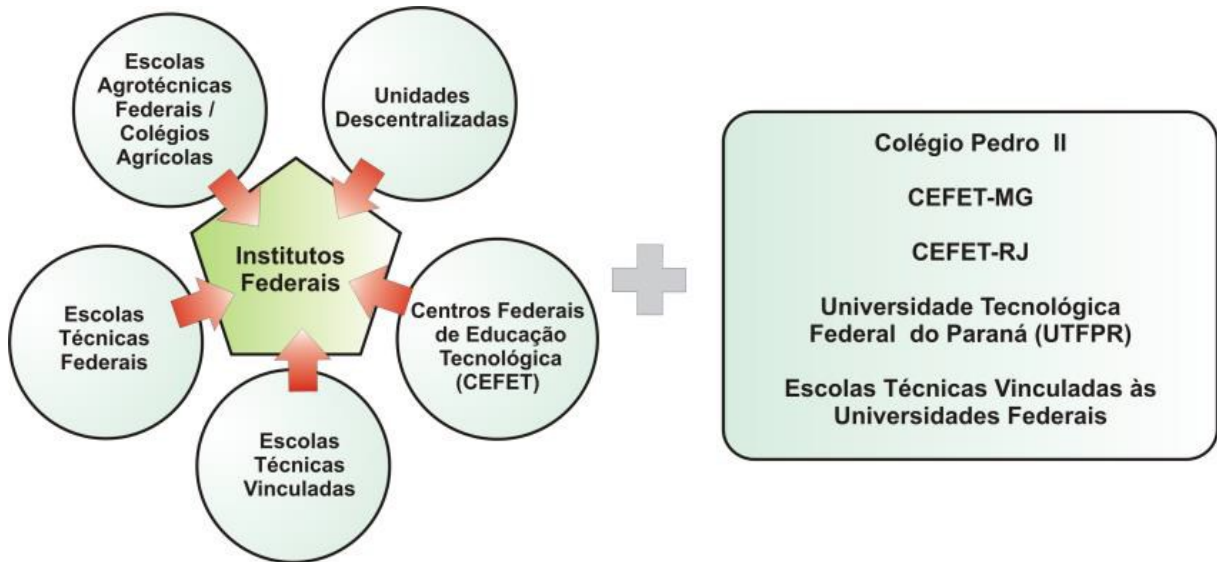 Escolas
Agrotécnicas
Federais /
Colégios
Agrícolas
Unidades
Descentralizadas
Institutos
Federais
Escolas
Técnicas
Federais
Centros Federais
de Educação
Tecnológica
(CEFET)
Escolas
Técnicas
Vinculadas
Colégio Pedro II
CEFET-MG
CEFET-RJ
Universidade Tecnológica
Federal do Paraná (UTFPR)
Escolas Técnicas Vinculadas às
Universidades Federais